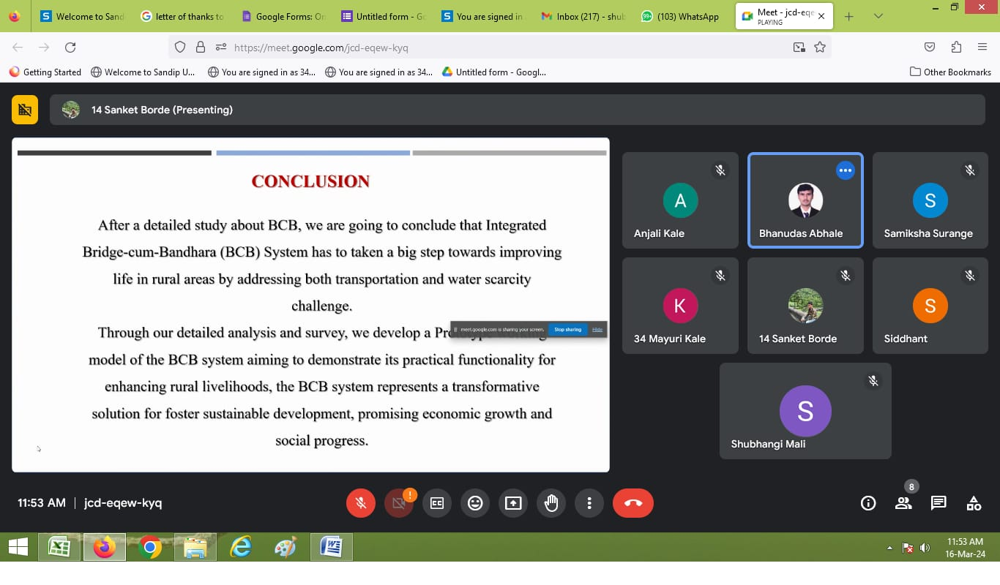 Welcome to Sand
letter of thanks to
Google Forms: On
Untitled form - Go
You are signed in
Inbox (217) - shub
99+
(103) WhatsApp
Meet - jcd-eqe
PLAYING
https://meet.google.com/jcd-eqew-kyq
Getting Started
Welcome to Sandip U...
You are signed in as 34...
You are signed in as 34...
Untitled form - Googl...
Other Bookmarks
14 Sanket Borde (Presenting)
CONCLUSION
After a detailed study about BCB, we are going to conclude that Integrated
Bridge-cum-Bandhara (BCB) System has to taken a big step towards improving
life in rural areas by addressing both transportation and water scarcity
challenge.
Through our detailed analysis and survey, we develop a Prototype working
meet.google.com is sharing your screen. Stop sharing Hide
model of the BCB system aiming to demonstrate its practical functionality for
enhancing rural livelihoods, the BCB system represents a transformative
solution for foster sustainable development, promising economic growth and
social progress.
A
Anjali Kale
Bhanudas Abhale
S
Samiksha Surange
K
34 Mayuri Kale
14 Sanket Borde
S
Siddhant
S
Shubhangi Mali
11:53 AM | jcd-eqew-kyq
8
11:53 AM
16-Mar-24